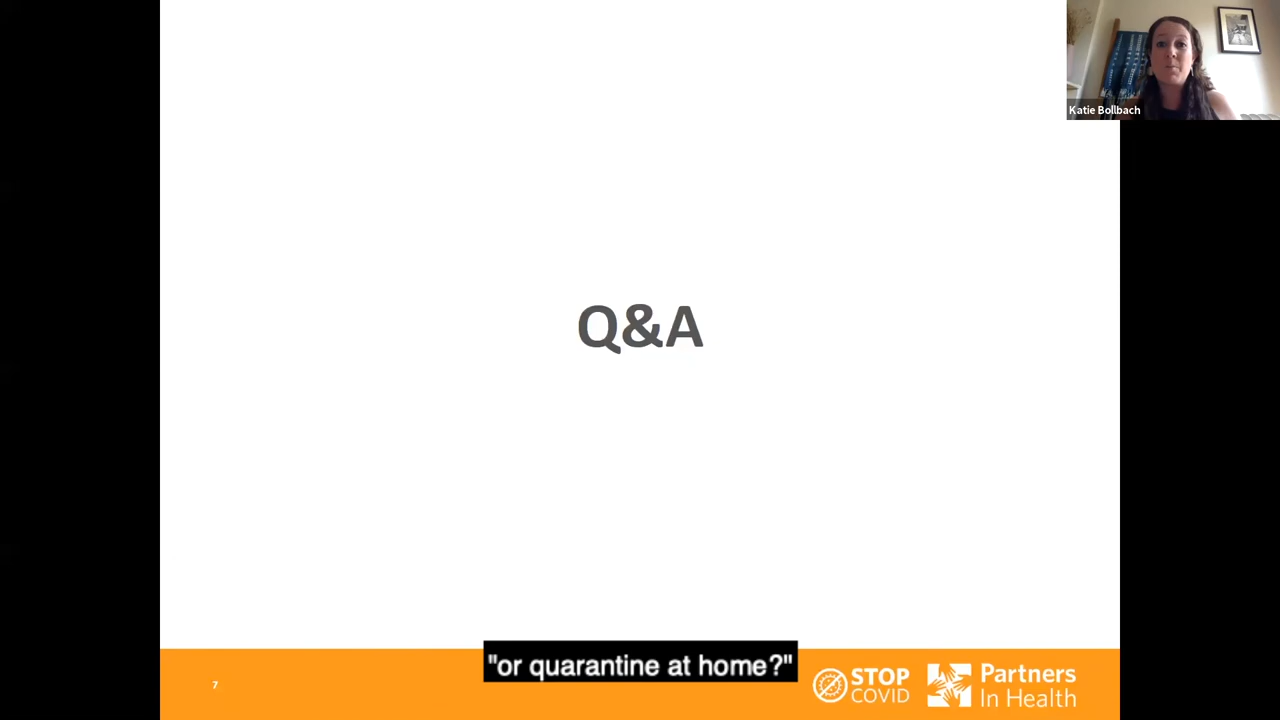 Katie Bollbach
Q&A
"or quarantine at home?"
7
STOP
COVID
Partners
In Health